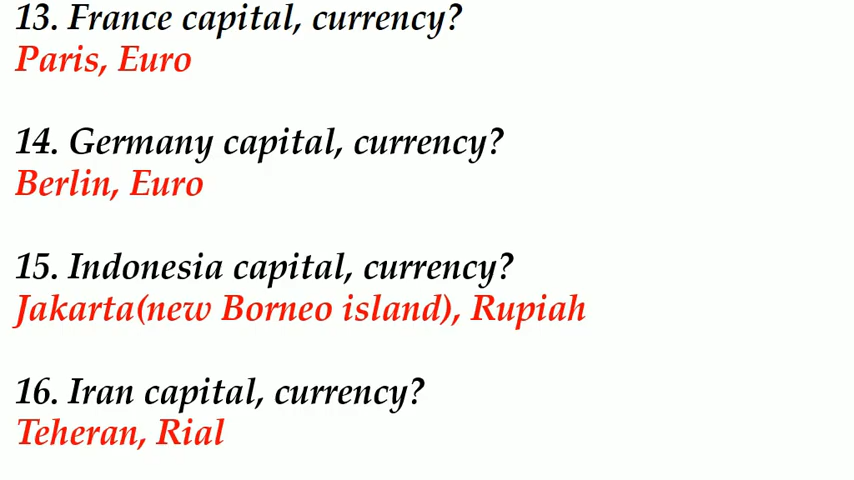 13. France capital, currency?
Paris, Euro
14. Germany capital, currency?
Berlin, Euro
15. Indonesia capital, currency?
Jakarta(new Borneo island), Rupiah
16. Iran capital, currency?
Teheran, Rial